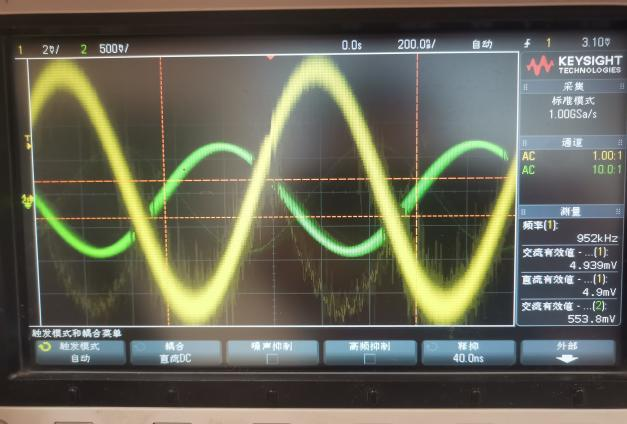 1 2V/ 2 500V/ 0.0s 200.0s/ 自动 1 3.10V
KEYSIGHT
TECHNOLOGIES
采集
标准模式
1.00GSa/s
通道
AC 1.00:1
AC 10.0:1
测量
频率(1):
952kHz
交流有效值 - ...(1):
4.939mV
直流有效值 - ...(1):
4.9mV
交流有效值 - ...(2):
553.8mV
触发模式和耦合菜单
触发模式 耦合 噪声抑制 高频抑制 释抑 外部
自动 直流DC 40.0ns